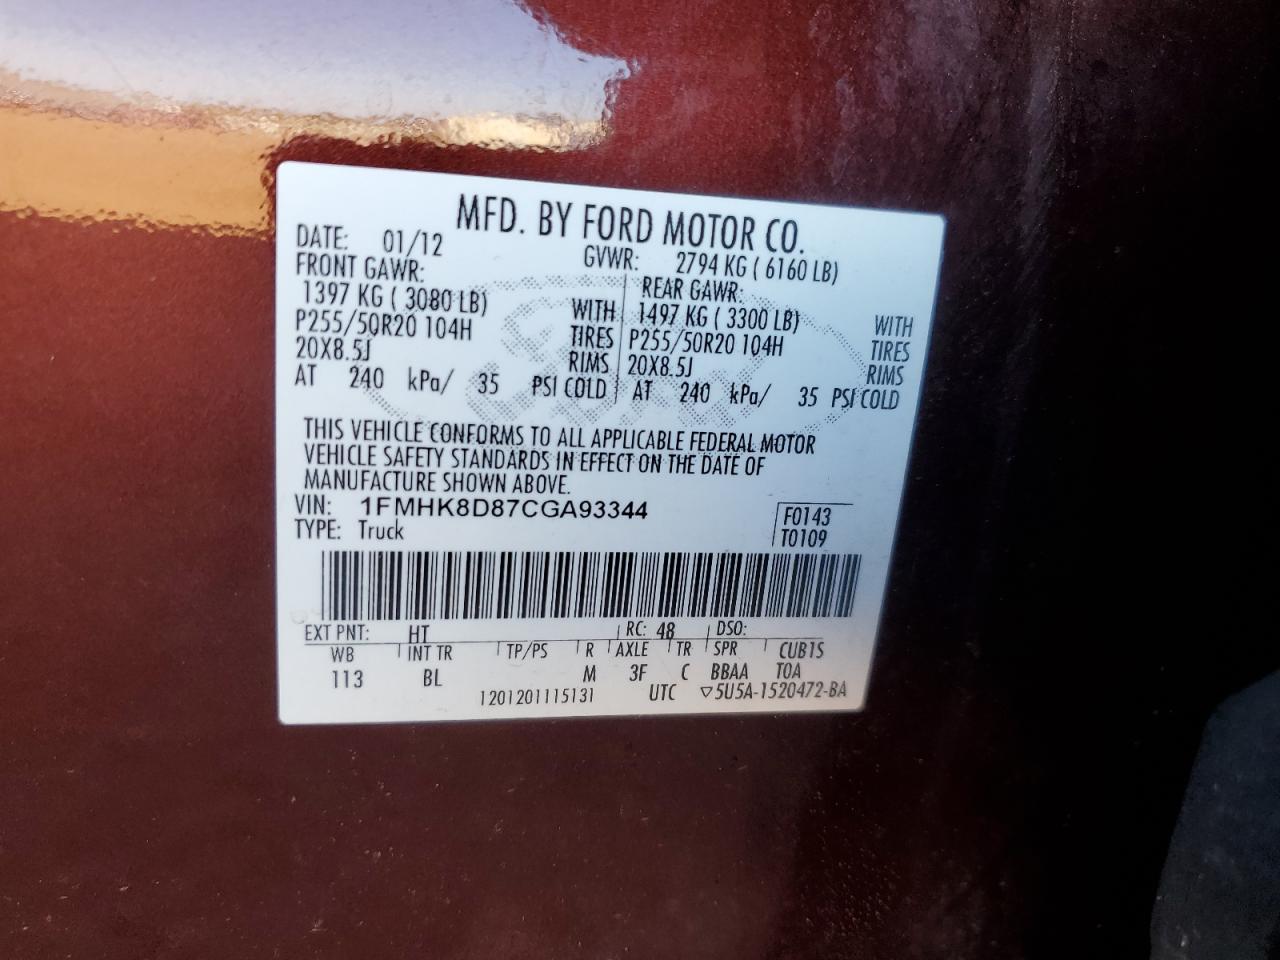 MFD. BY FORD MOTOR CO.
DATE: 01/12 GVWR: 2794 KG ( 6160 LB)
FRONT GAWR: REAR GAWR:
1397 KG ( 3080 LB) WITH 1497 KG ( 3300 LB) WITH
P255/50R20 104H TIRES P255/50R20 104H TIRES
20X8.5J RIMS 20X8.5J RIMS
AT 240 kPa/ 35 PSI COLD AT 240 kPa/ 35 PSI COLD
THIS VEHICLE CONFORMS TO ALL APPLICABLE FEDERAL MOTOR
VEHICLE SAFETY STANDARDS IN EFFECT ON THE DATE OF
MANUFACTURE SHOWN ABOVE.
VIN: 1FMHK8D87CGA93344 F0143
TYPE: Truck T0109
EXT PNT: HT RC: 48 DSO:
WB INT TR TP/PS R AXLE TR SPR CUB1S
113 BL M 3F C BBAA TOA
1201201115131 UTC ▽5U5A-1520472-BA